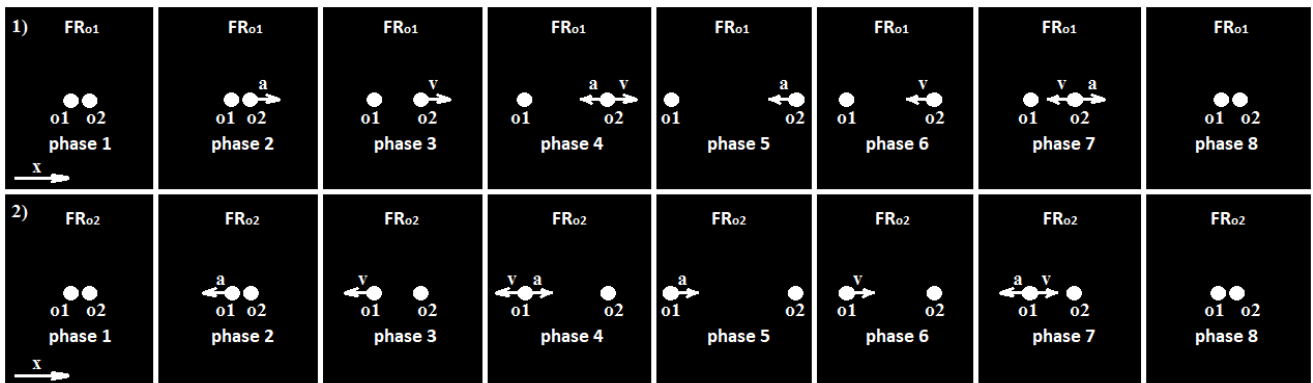 1) FRo1 FRo1 FRo1 FRo1 FRo1 FRo1 FRo1 FRo1
a v a v a v v a
o1 o2 o1 o2 o1 o2 o1 o2 o1 o2 o1 o2 o1 o2 o1 o2
phase 1 phase 2 phase 3 phase 4 phase 5 phase 6 phase 7 phase 8
x
2) FRo2 FRo2 FRo2 FRo2 FRo2 FRo2 FRo2 FRo2
a v v a a v a v
o1 o2 o1 o2 o1 o2 o1 o2 o1 o2 o1 o2 o1 o2 o1 o2
phase 1 phase 2 phase 3 phase 4 phase 5 phase 6 phase 7 phase 8
x